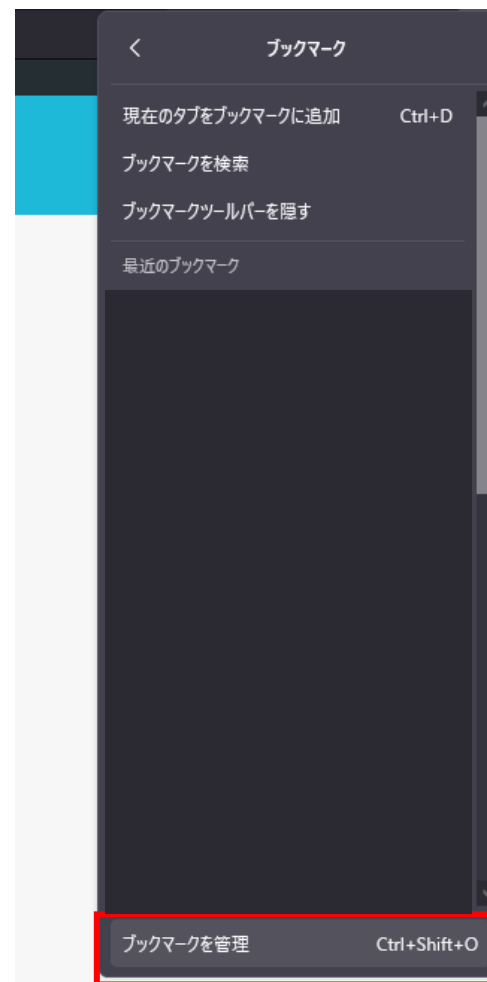 ブックマーク
現在のタブをブックマークに追加 Ctrl+D
ブックマークを検索
ブックマークツールバーを隠す
最近のブックマーク
ブックマークを管理 Ctrl+Shift+O